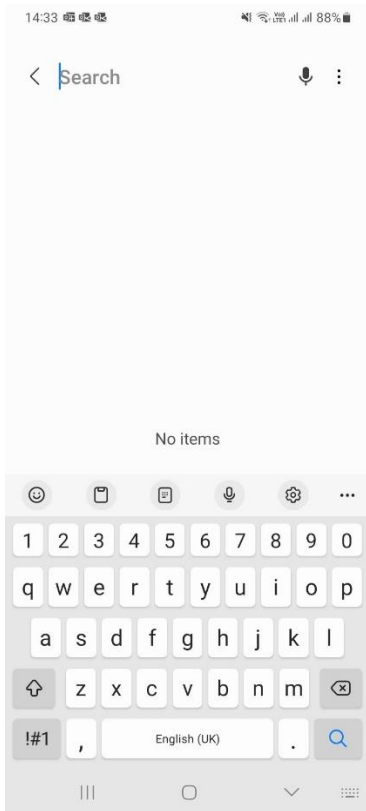 14:33 88%
Search
No items
1 2 3 4 5 6 7 8 9 0
q w e r t y u i o p
a s d f g h j k l
z x c v b n m
!#1 , English (UK) .